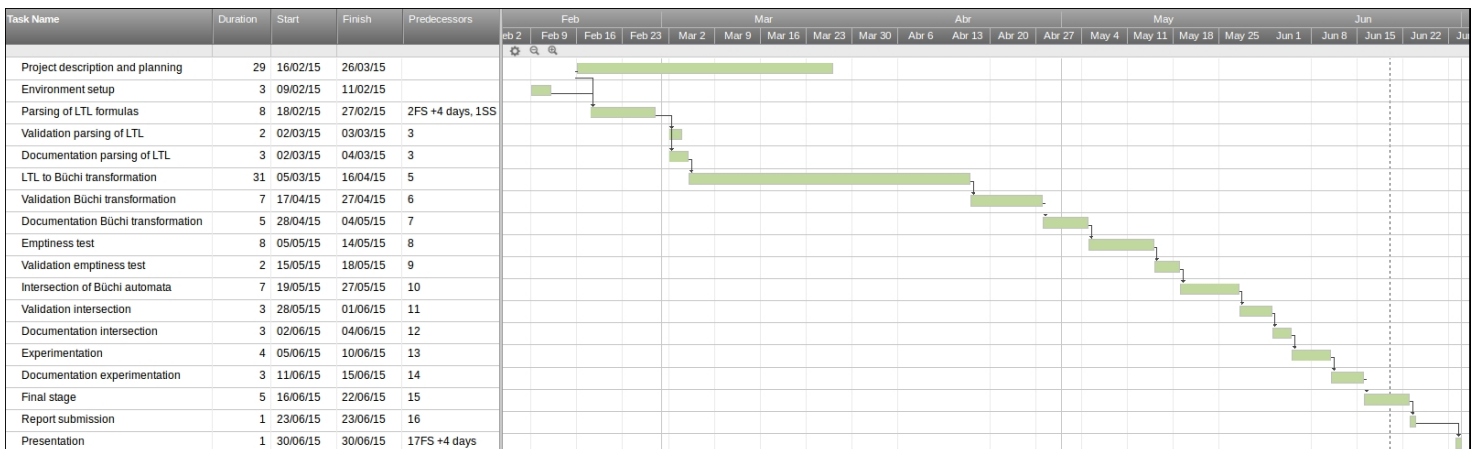 Task Name Duration Start Finish Predecessors Feb Mar Abr May Jun
eb 2 Feb 9 Feb 16 Feb 23 Mar 2 Mar 9 Mar 16 Mar 23 Mar 30 Abr 6 Abr 13 Abr 20 Abr 27 May 4 May 11 May 18 May 25 Jun 1 Jun 8 Jun 15 Jun 22 Ju
Project description and planning 29 16/02/15 26/03/15
Environment setup 3 09/02/15 11/02/15
Parsing of LTL formulas 8 18/02/15 27/02/15 2FS +4 days, 1SS
Validation parsing of LTL 2 02/03/15 03/03/15 3
Documentation parsing of LTL 3 02/03/15 04/03/15 3
LTL to Büchi transformation 31 05/03/15 16/04/15 5
Validation Büchi transformation 7 17/04/15 27/04/15 6
Documentation Büchi transformation 5 28/04/15 04/05/15 7
Emptiness test 8 05/05/15 14/05/15 8
Validation emptiness test 2 15/05/15 18/05/15 9
Intersection of Büchi automata 7 19/05/15 27/05/15 10
Validation intersection 3 28/05/15 01/06/15 11
Documentation intersection 3 02/06/15 04/06/15 12
Experimentation 4 05/06/15 10/06/15 13
Documentation experimentation 3 11/06/15 15/06/15 14
Final stage 5 16/06/15 22/06/15 15
Report submission 1 23/06/15 23/06/15 16
Presentation 1 30/06/15 30/06/15 17FS +4 days